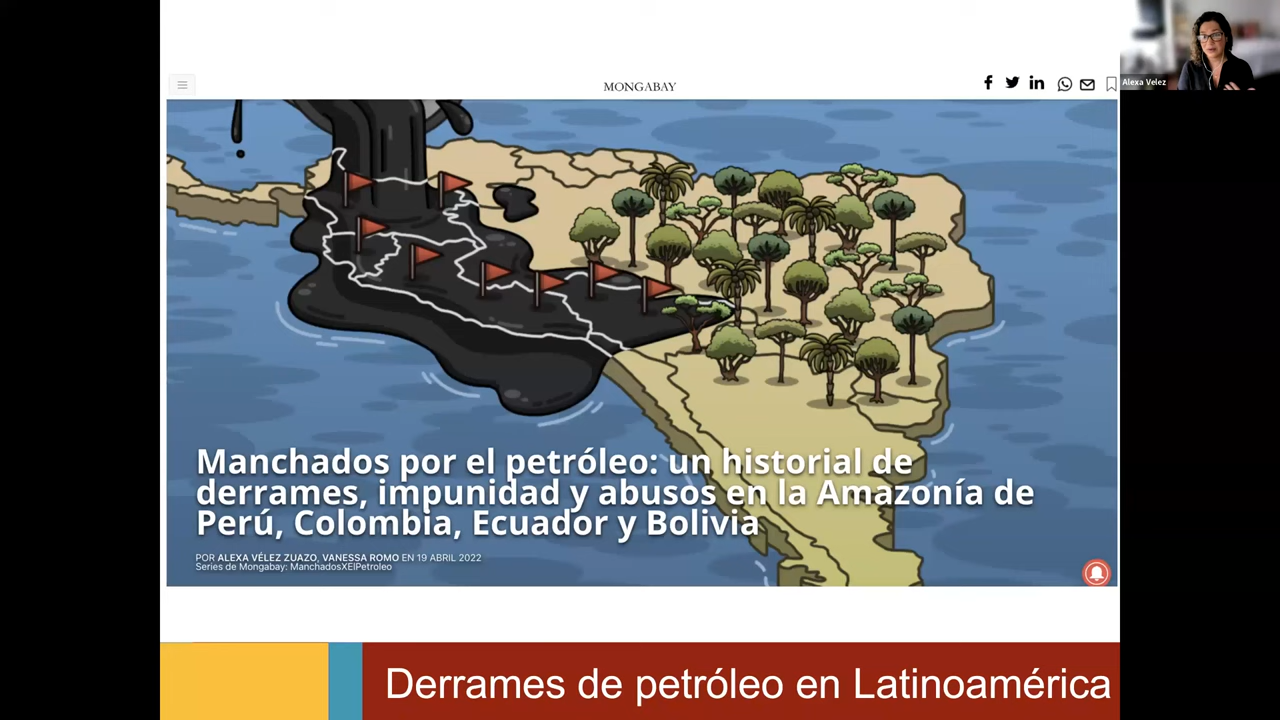 MONGABAY
Alexa Velez
Manchados por el petróleo: un historial de
derrames, impunidad y abusos en la Amazonía de
Perú, Colombia, Ecuador y Bolivia
POR ALEXA VÉLEZ ZUAZO, VANESSA ROMO EN 19 ABRIL 2022
Series de Mongabay: ManchadosXElPetroleo
Derrames de petróleo en Latinoamérica